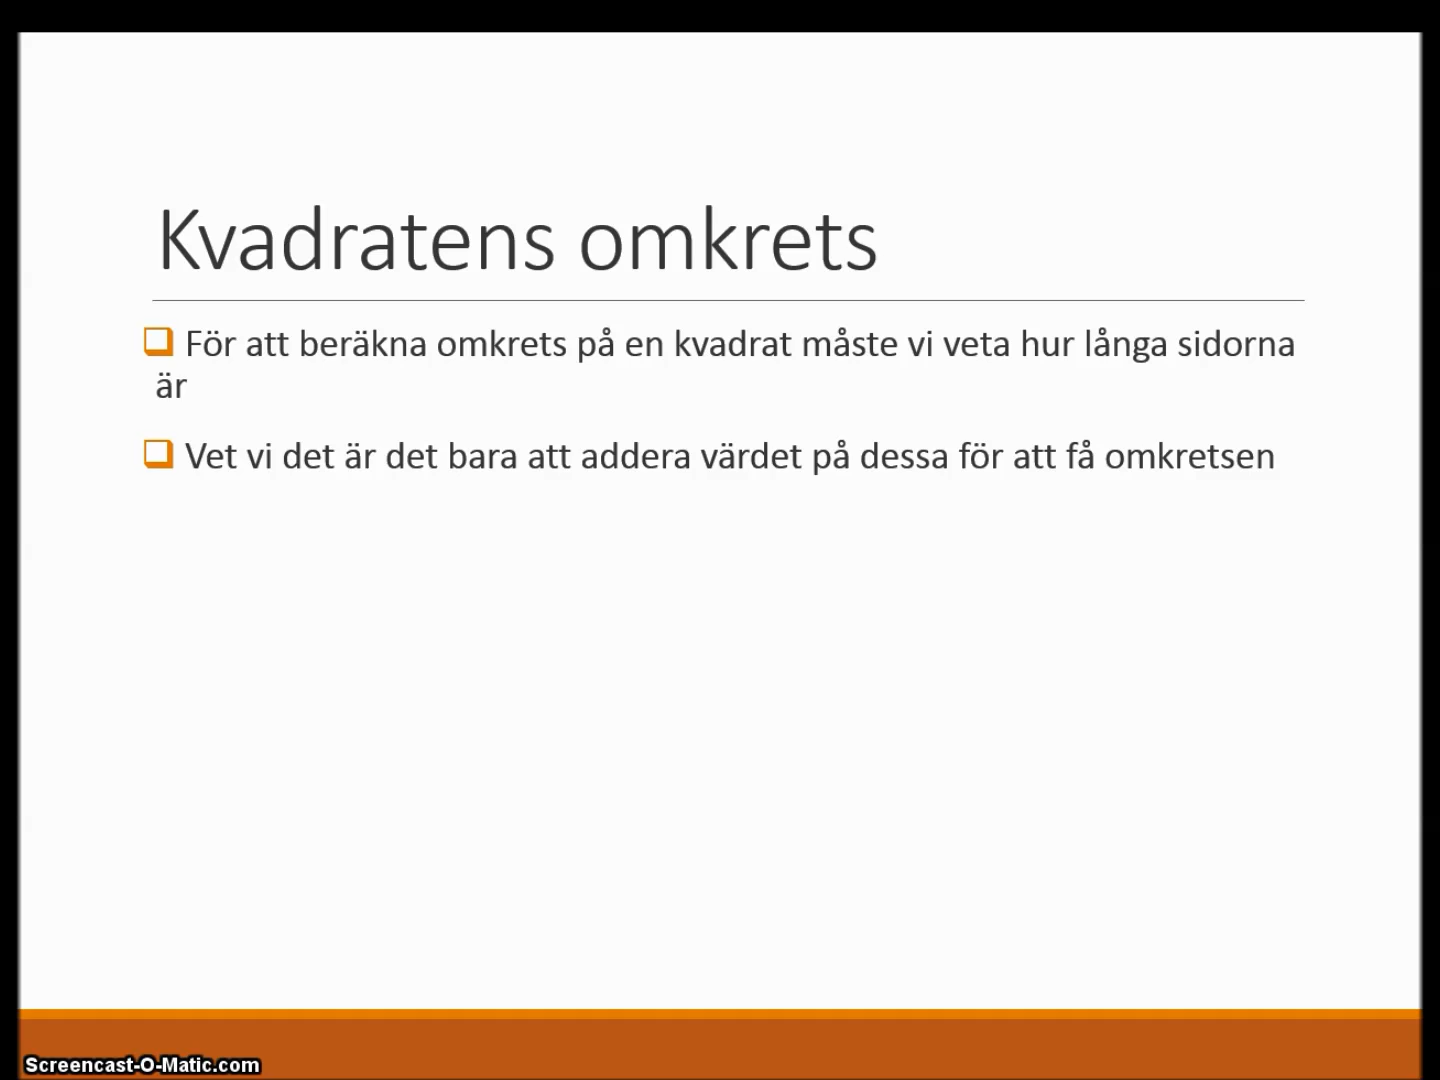 Kvadratens omkrets
För att beräkna omkrets på en kvadrat måste vi veta hur långa sidorna
är
Vet vi det är det bara att addera värdet på dessa för att få omkretsen
Screencast-O-Matic.com